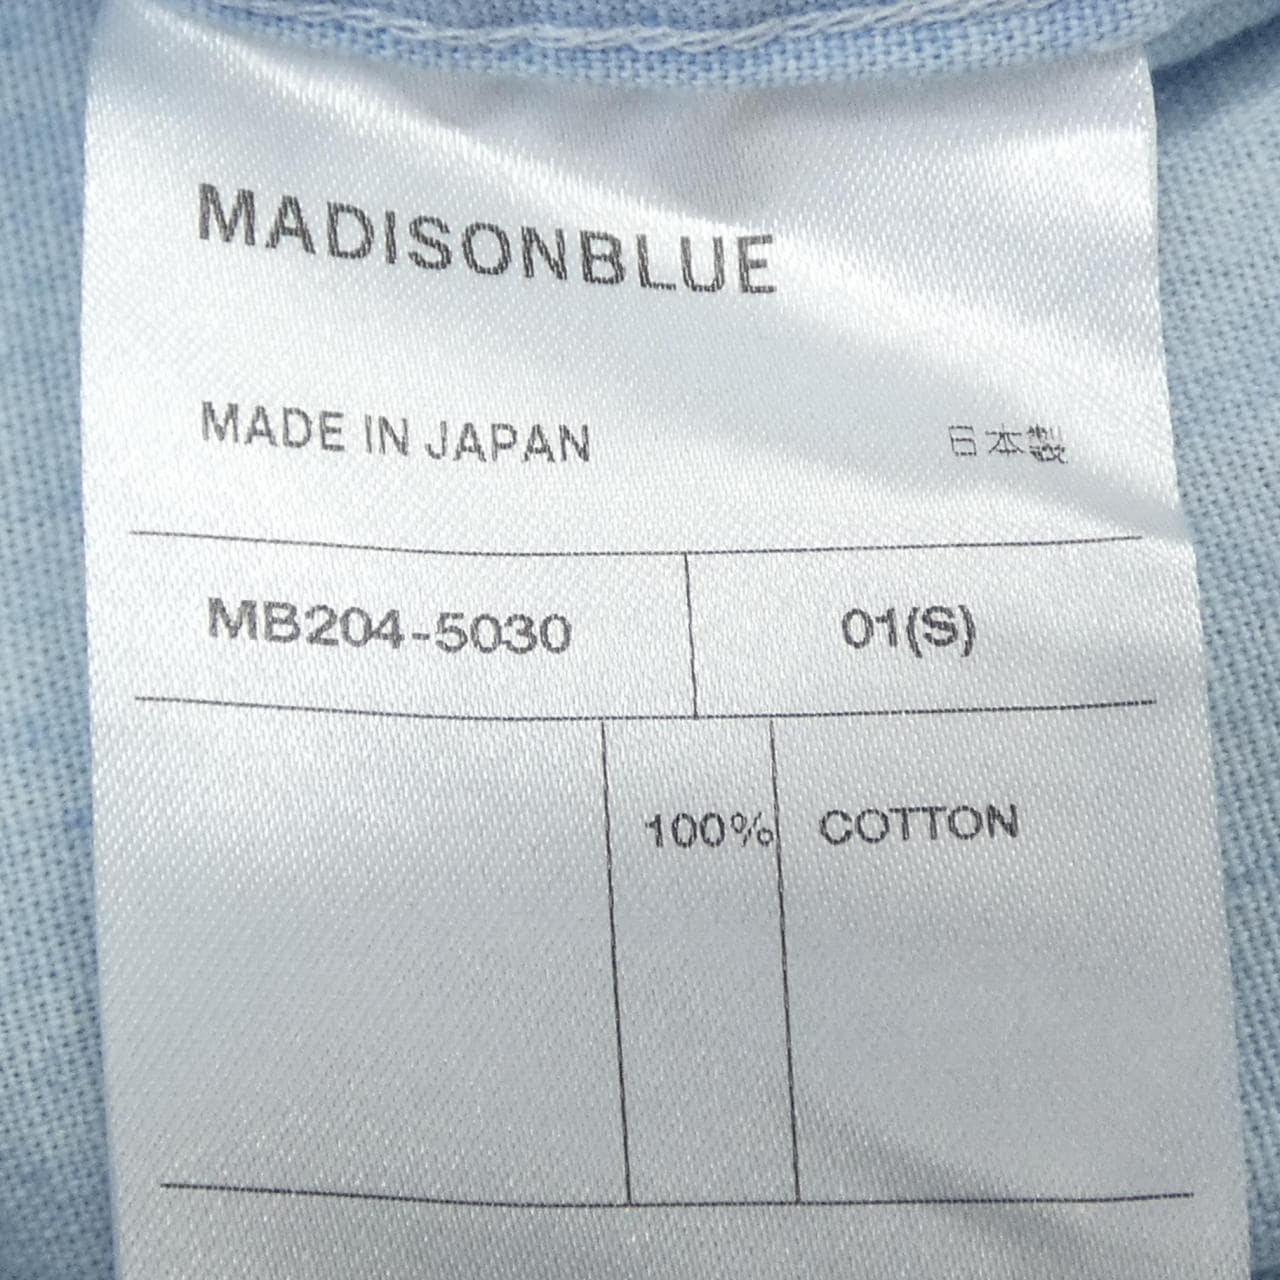 MADISONBLUE
MADE IN JAPAN 日本製
MB204-5030 01(S)
100% COTTON